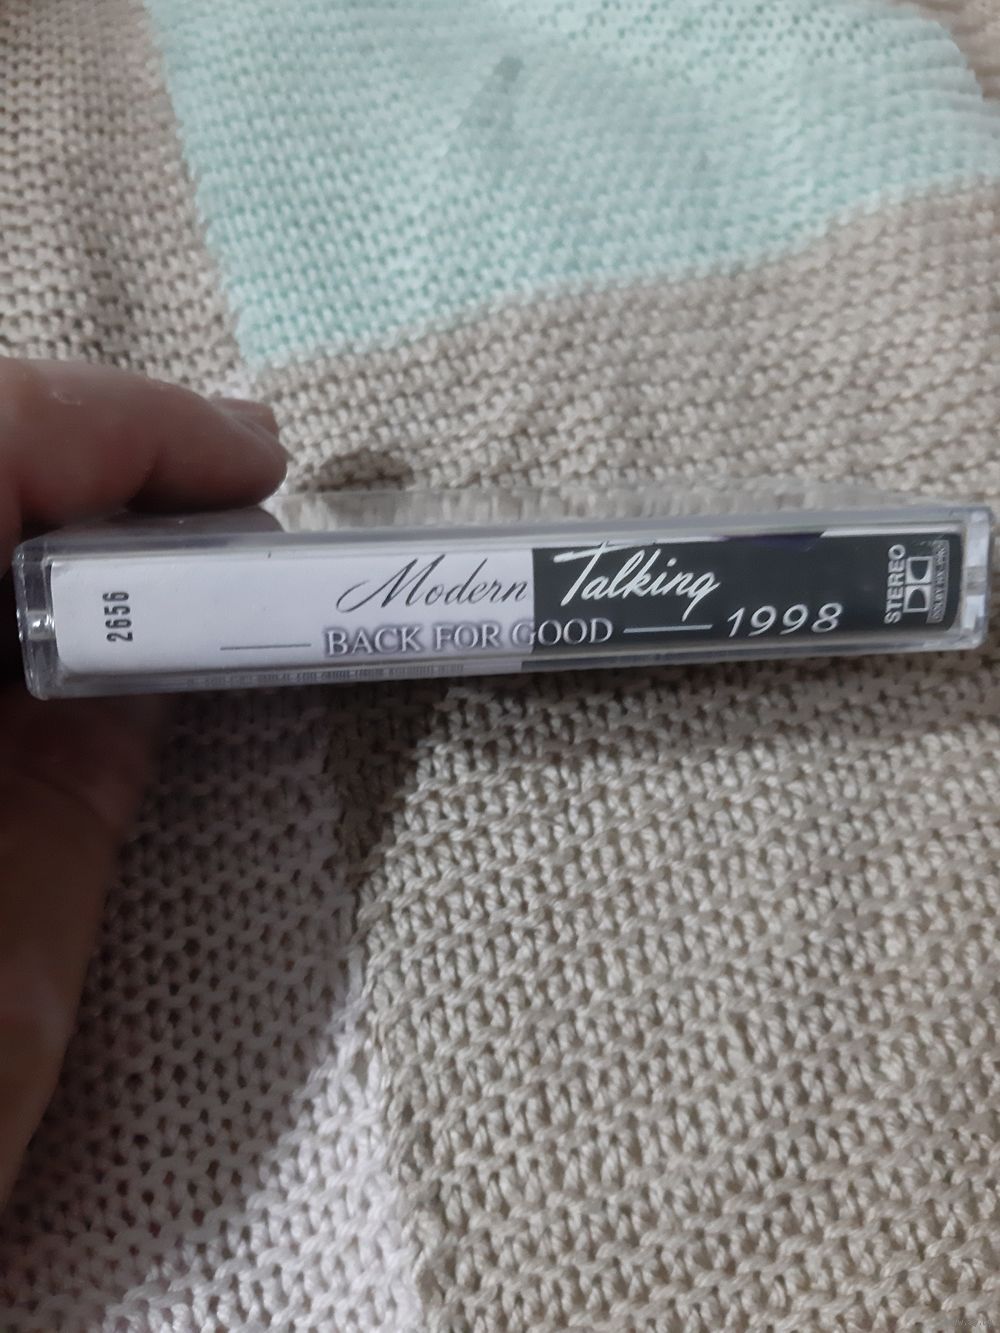 2656
Modern Talking
BACK FOR GOOD
1998
STEREO